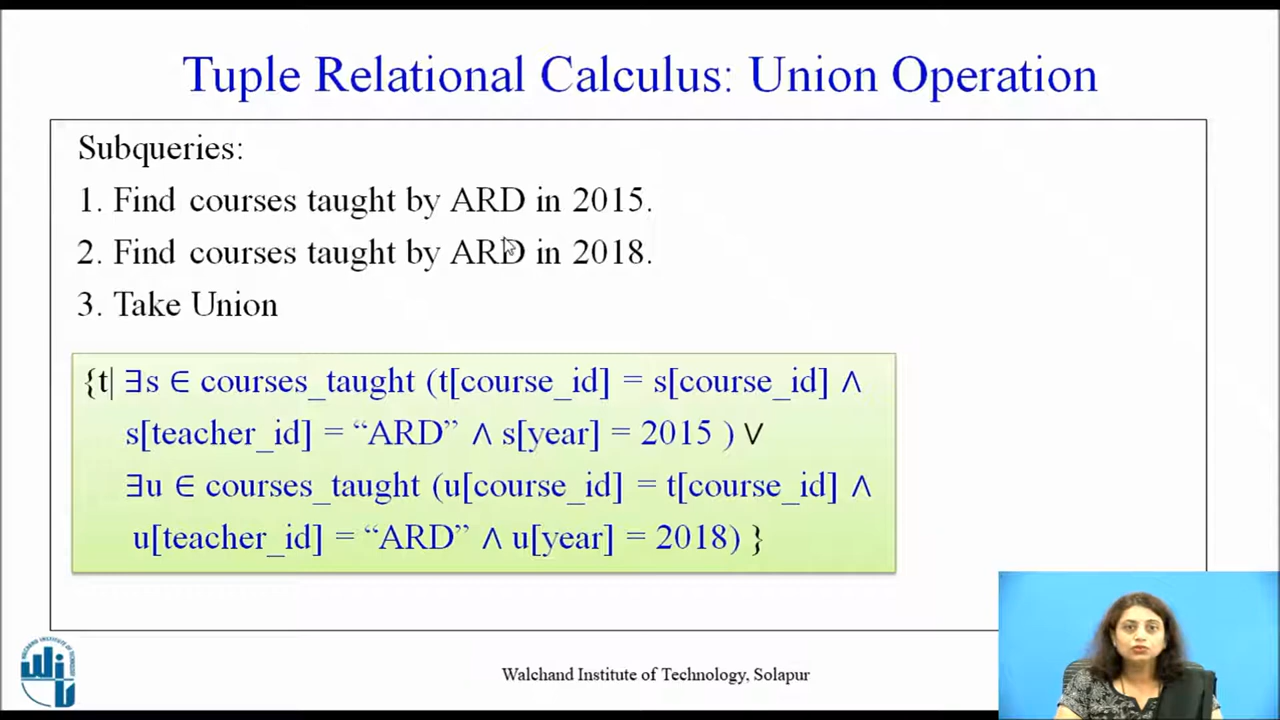 Tuple Relational Calculus: Union Operation
Subqueries:
1. Find courses taught by ARD in 2015.
2. Find courses taught by ARD in 2018.
3. Take Union
{t| ∃s ∈ courses_taught (t[course_id] = s[course_id] ∧
s[teacher_id] = “ARD” ∧ s[year] = 2015 ) ∨
∃u ∈ courses_taught (u[course_id] = t[course_id] ∧
u[teacher_id] = “ARD” ∧ u[year] = 2018) }
Walchand Institute of Technology, Solapur